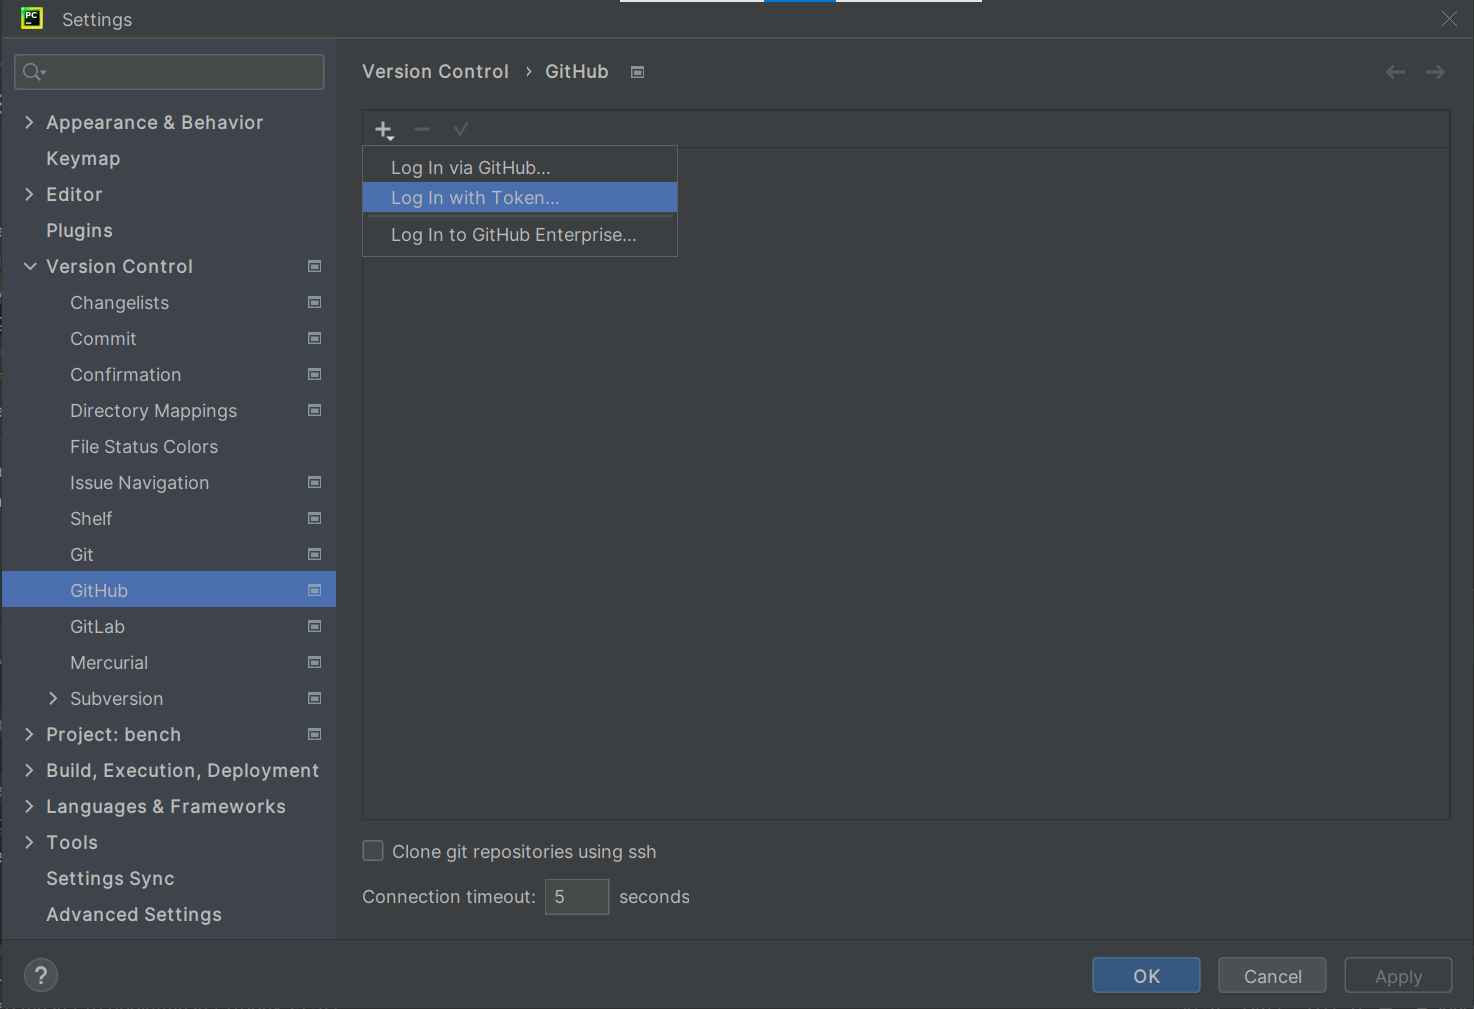 PC
Settings
Version Control › GitHub
Appearance & Behavior
Keymap
Editor
Plugins
Version Control
Changelists
Commit
Confirmation
Directory Mappings
File Status Colors
Issue Navigation
Shelf
Git
GitHub
GitLab
Mercurial
Subversion
Project: bench
Build, Execution, Deployment
Languages & Frameworks
Tools
Settings Sync
Advanced Settings
Log In via GitHub...
Log In with Token...
Log In to GitHub Enterprise...
Clone git repositories using ssh
Connection timeout: 5 seconds
?
OK
Cancel
Apply